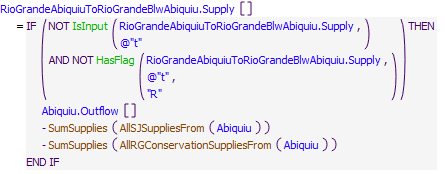 RioGrandeAbiquiuToRioGrandeBlwAbiquiu.Supply []
= IF ( NOT IsInput ( RioGrandeAbiquiuToRioGrandeBlwAbiquiu.Supply , ) ) THEN
@"t"
AND NOT HasFlag ( RioGrandeAbiquiuToRioGrandeBlwAbiquiu.Supply , )
@"t" ,
"R"
Abiquiu.Outflow []
- SumSupplies ( AllSJSuppliesFrom ( Abiquiu ) )
- SumSupplies ( AllRGConservationSuppliesFrom ( Abiquiu ) )
END IF